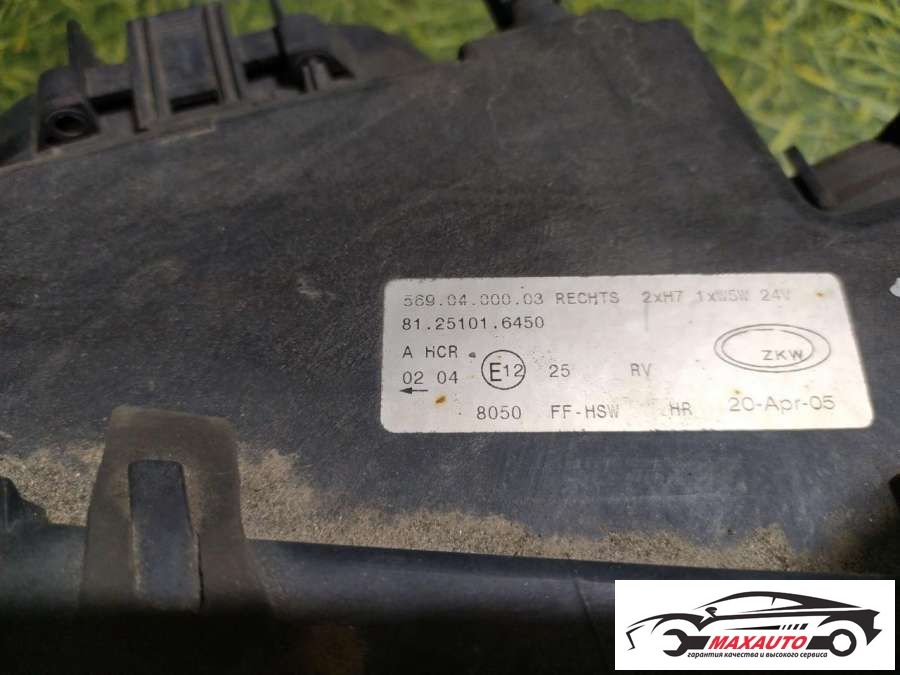 569.04.000.03 RECHTS 2xH7 1xW5W 24V
81.25101.6450
A HCR
ZKW
02 04 E12 25 RV
8050 FF-HSW HR 20-Apr-05
MAXAUTO
гарантия качества и высокого сервиса